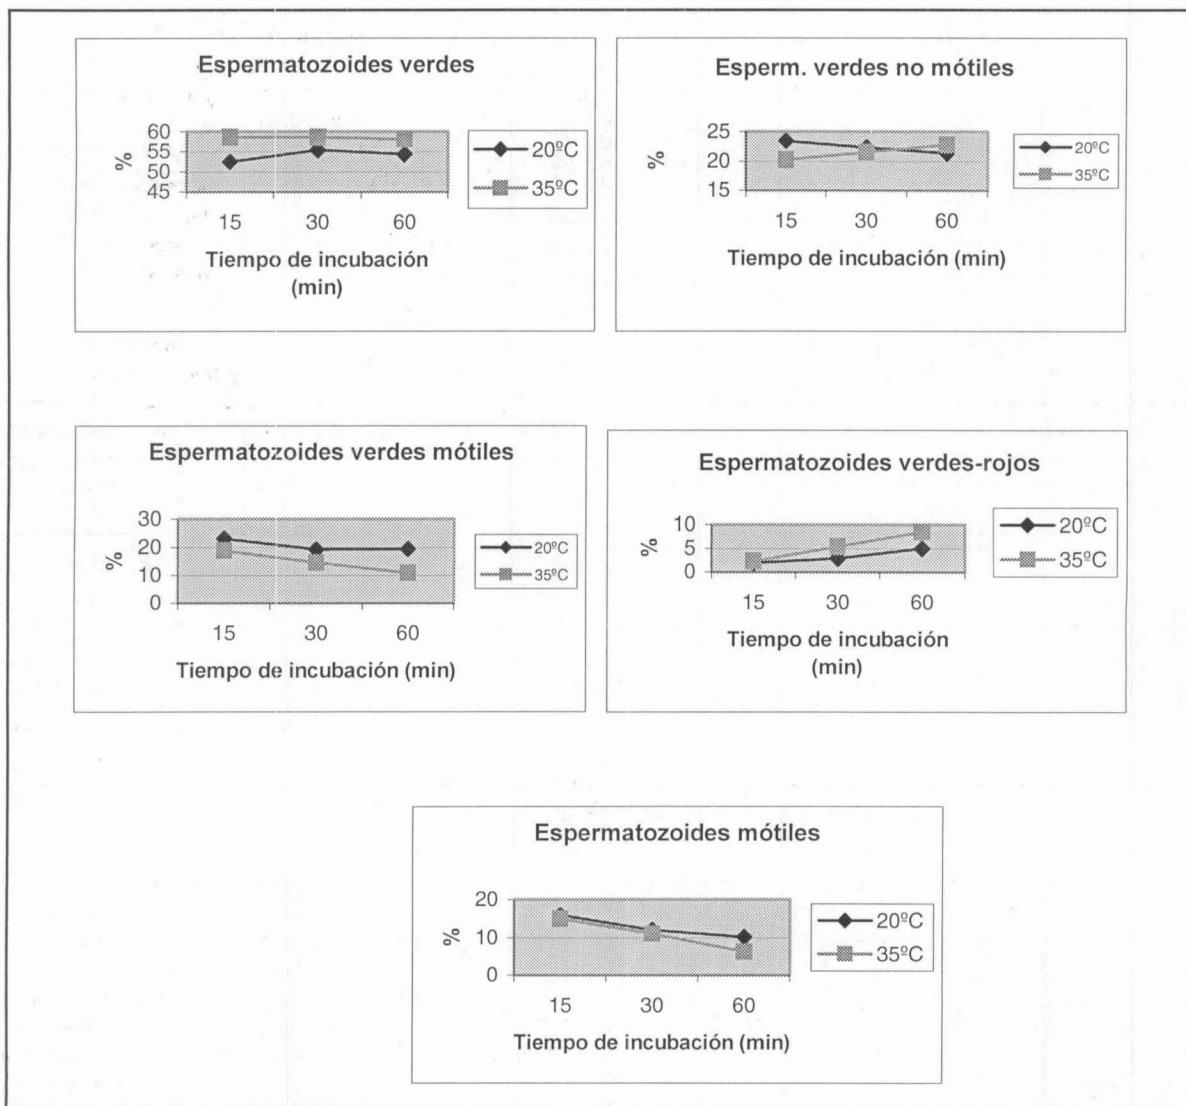 Espermatozoides verdes
60
55
50
45
%
15 30 60
Tiempo de incubación
(min)
20ºC
35ºC
Esperm. verdes no mótiles
25
20
15
%
15 30 60
Tiempo de incubación (min)
20ºC
35ºC
Espermatozoides verdes mótiles
30
20
10
0
%
15 30 60
Tiempo de incubación (min)
20ºC
35ºC
Espermatozoides verdes-rojos
10
5
0
%
15 30 60
Tiempo de incubación
(min)
20ºC
35ºC
Espermatozoides mótiles
20
10
0
%
15 30 60
Tiempo de incubación (min)
20ºC
35ºC